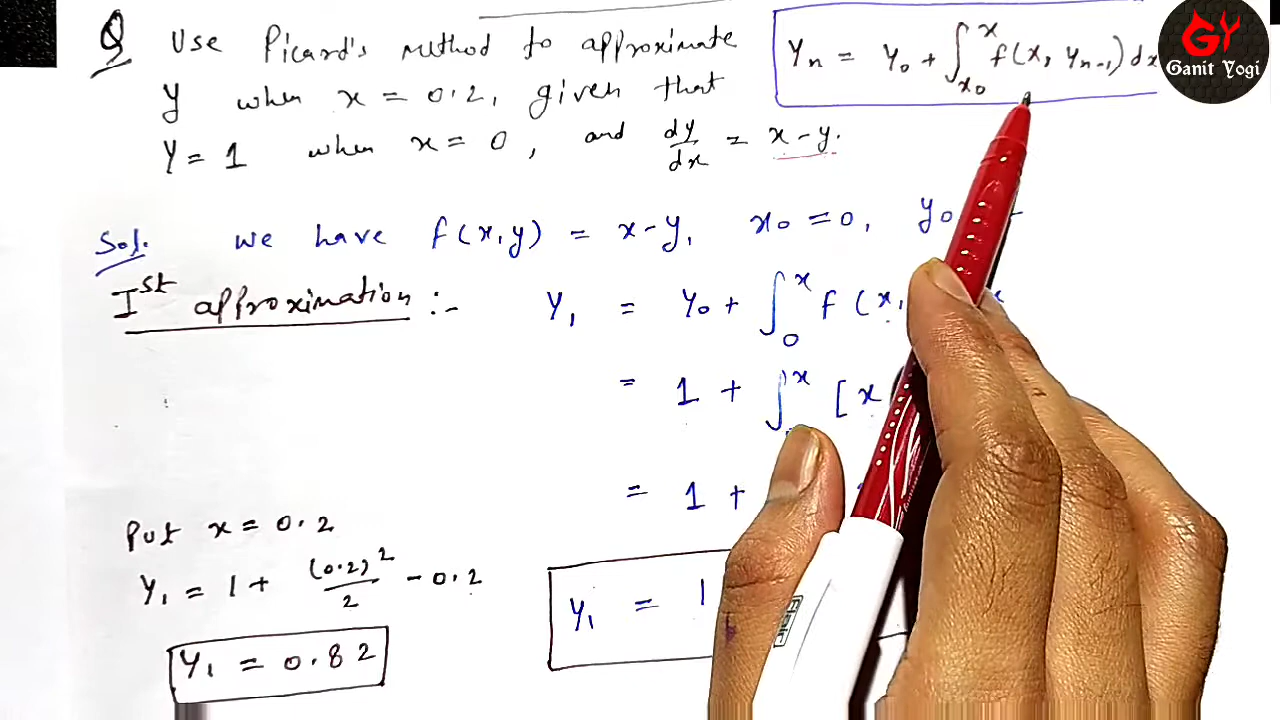 Q Use Picard's method to approximate
y when x = 0.2, given that
y = 1 when x = 0, and dy/dx = x - y.
Yn = Y0 + ∫x0^x f(x, Yn-1) dx
GY
Ganit Yogi
Sol. We have f(x,y) = x-y, x0 = 0, y0
Ist approximation :- Y1 = Y0 + ∫0^x f(x,
= 1 + ∫^x [x
= 1 +
Put x = 0.2
Y1 = 1 + (0.2)^2/2 - 0.2
Y1 = 1
Y1 = 0.82
Flair